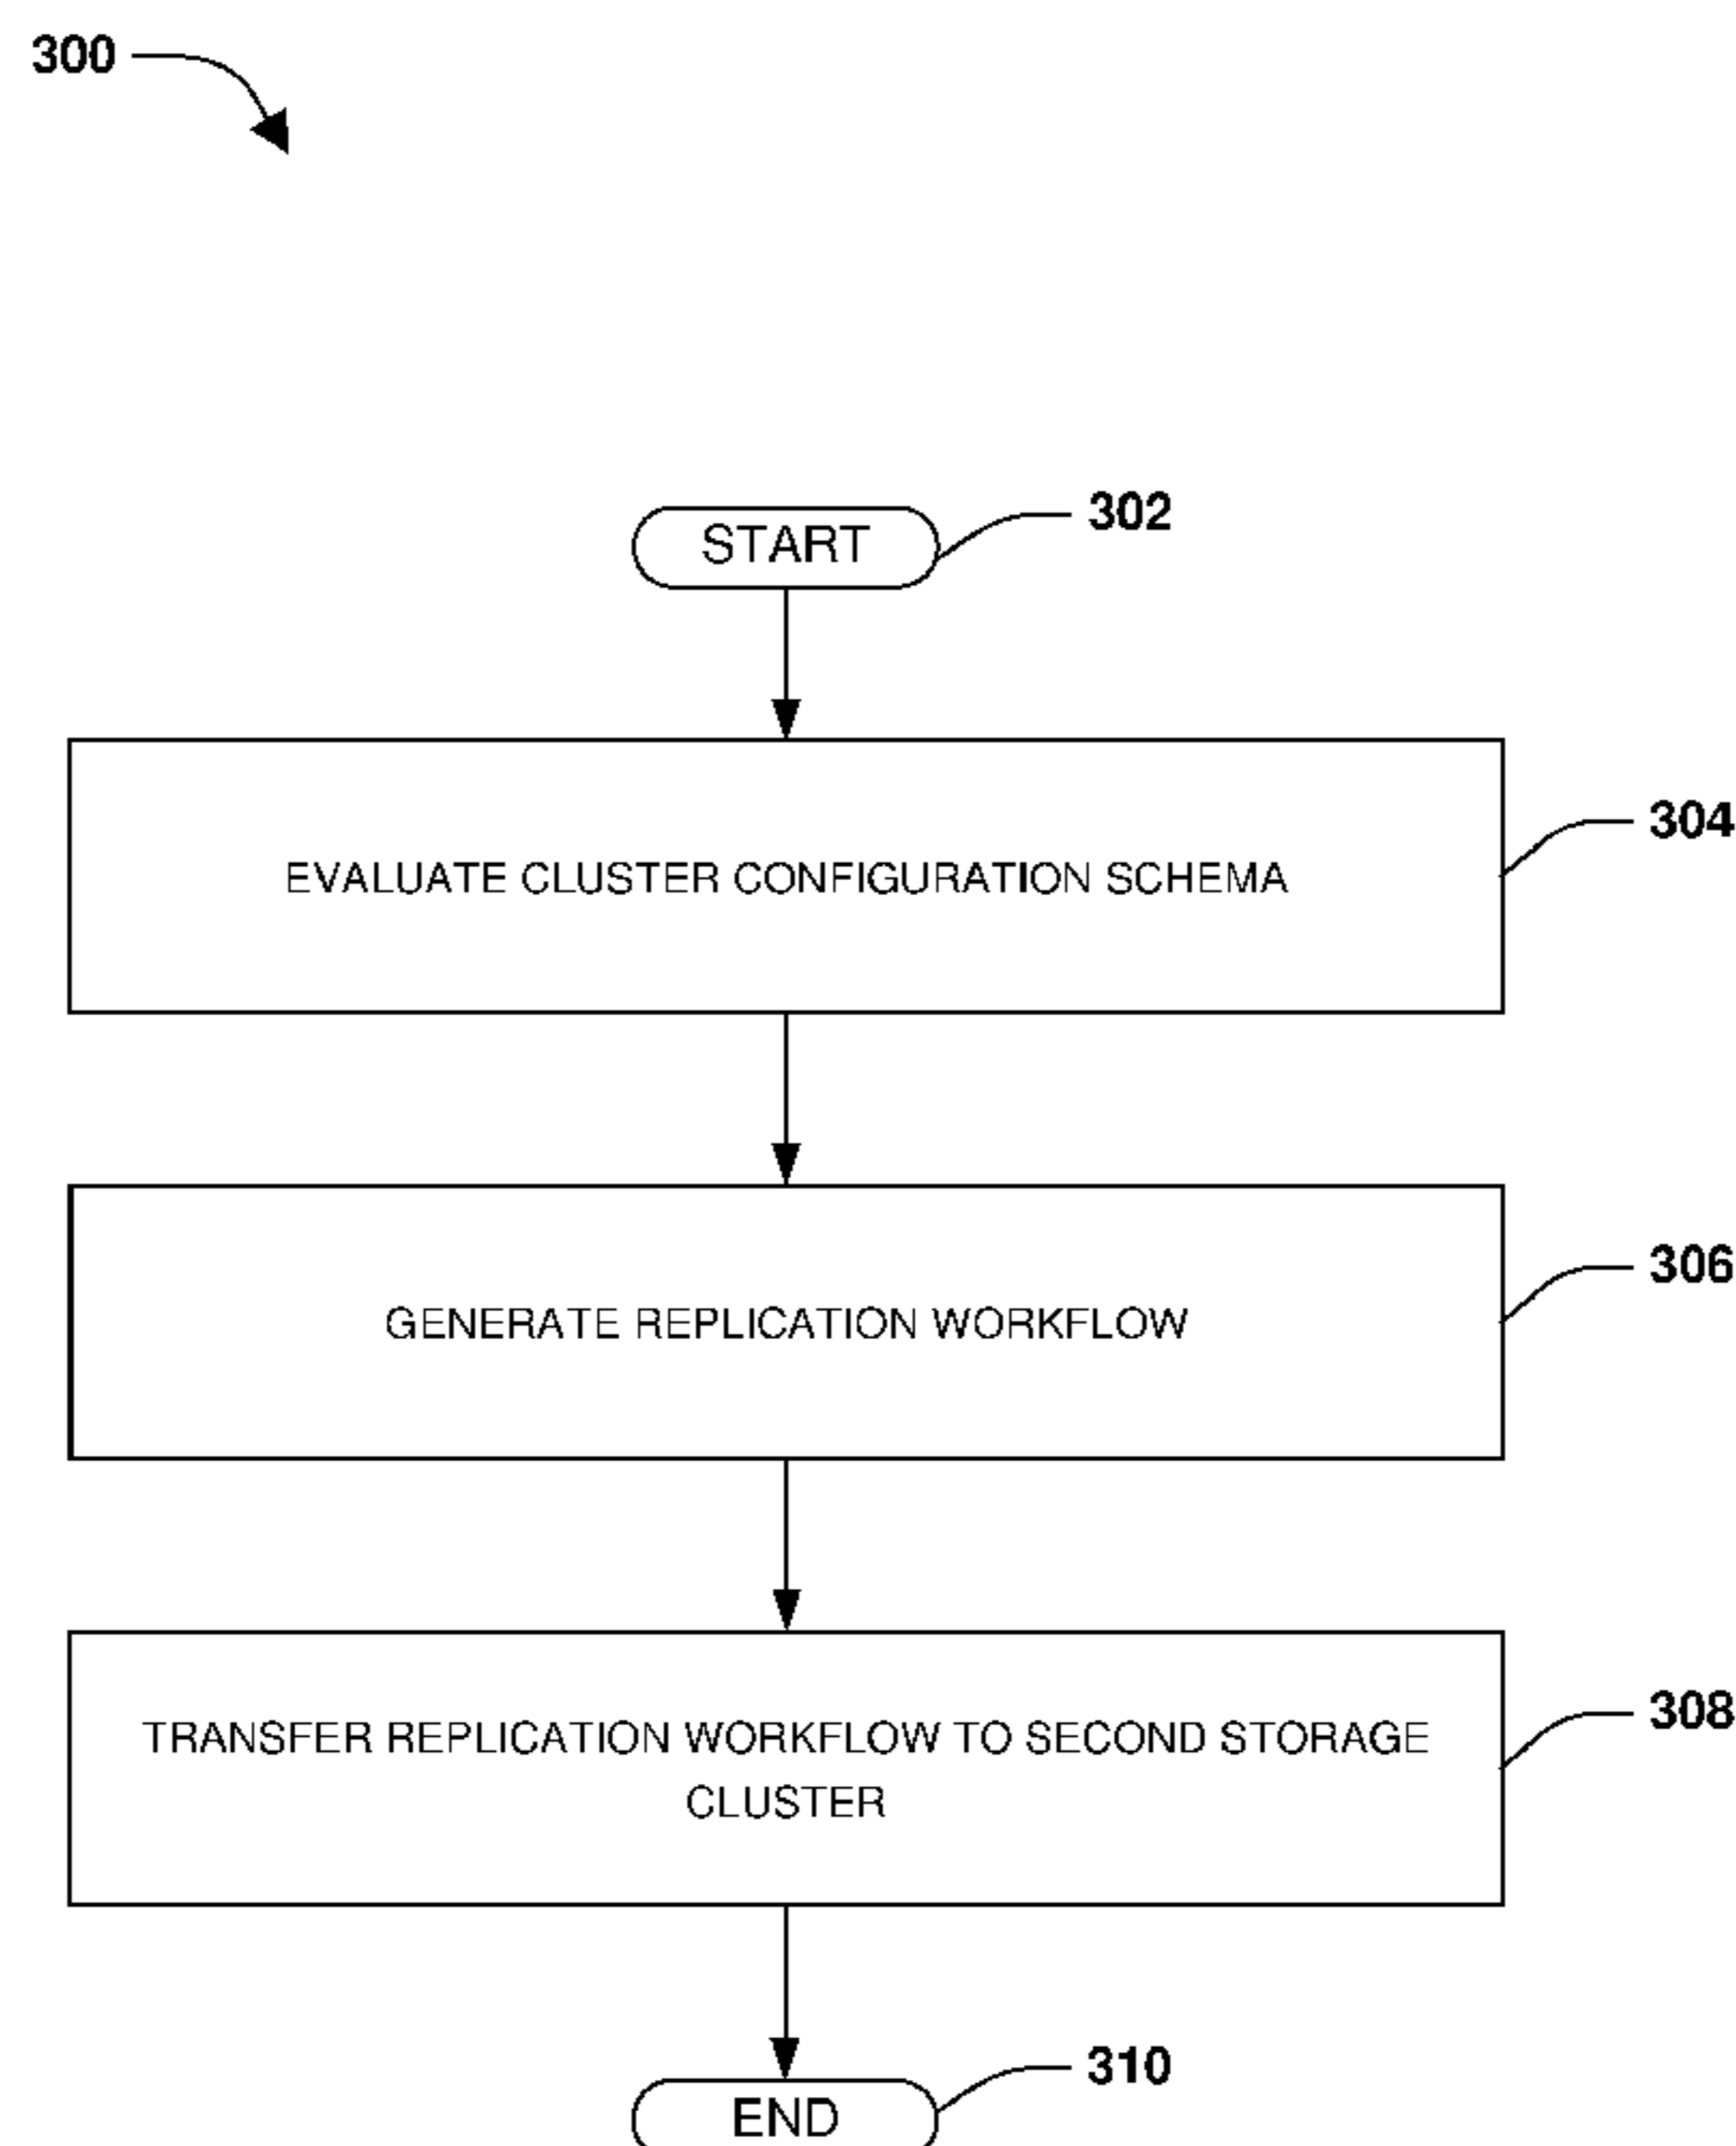 300
START
302
EVALUATE CLUSTER CONFIGURATION SCHEMA
304
GENERATE REPLICATION WORKFLOW
306
TRANSFER REPLICATION WORKFLOW TO SECOND STORAGE
CLUSTER
308
END
310